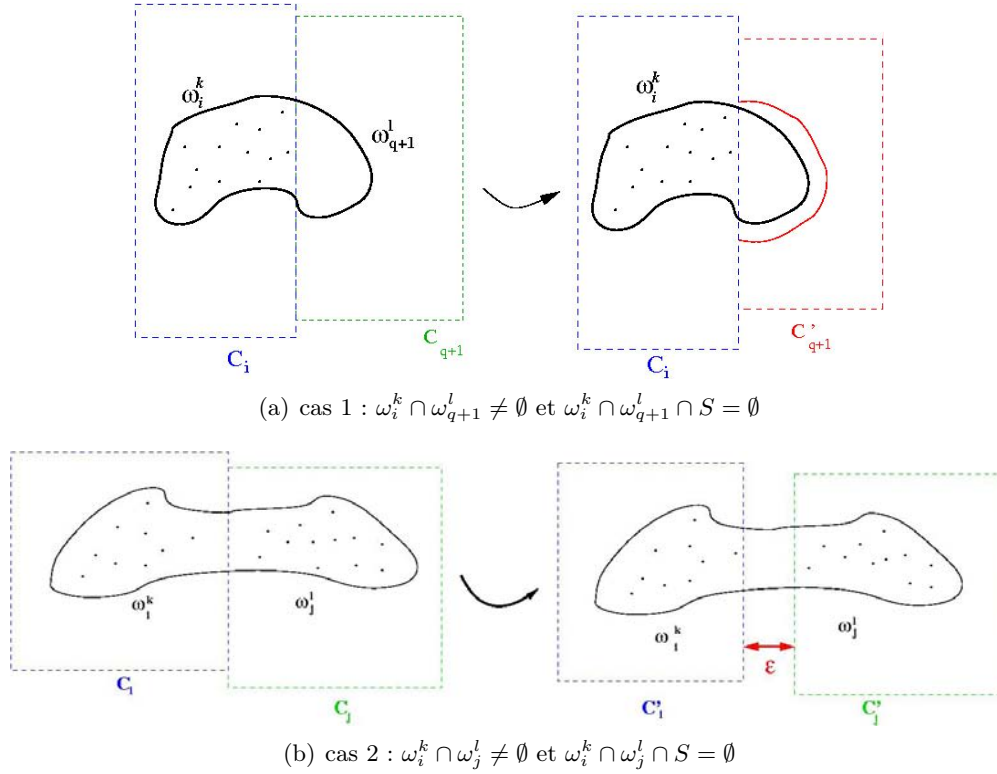 ω_i^k
ω_{q+1}^l
C_i
C_{q+1}
ω_i^k
C_i
C'_{q+1}
(a) cas 1 : ω_i^k ∩ ω_{q+1}^l ≠ ∅ et ω_i^k ∩ ω_{q+1}^l ∩ S = ∅
ω_i^k
ω_j^l
C_i
C_j
ω_i^k
ω_j^l
ε
C'_i
C_j'
(b) cas 2 : ω_i^k ∩ ω_j^l ≠ ∅ et ω_i^k ∩ ω_j^l ∩ S = ∅